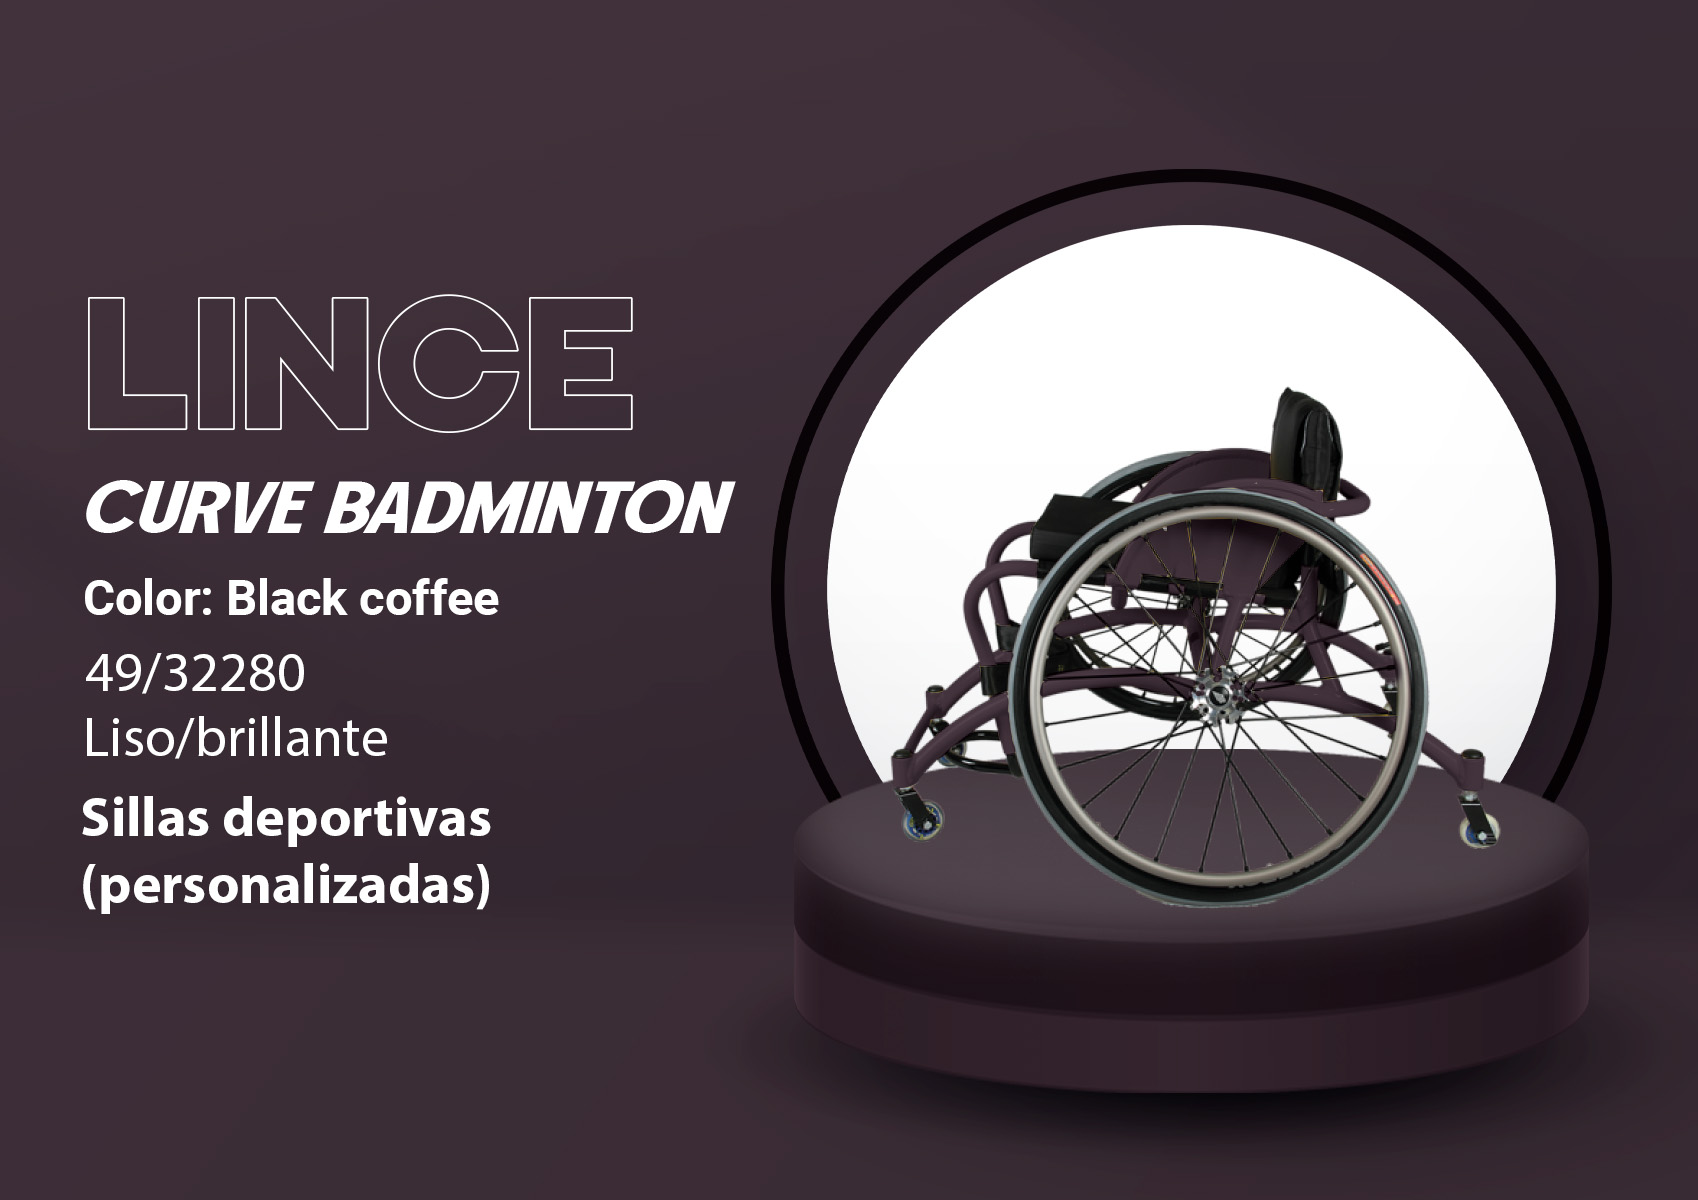 LINCE
CURVE BADMINTON
Color: Black coffee
49/32280
Liso/brillante
Sillas deportivas
(personalizadas)